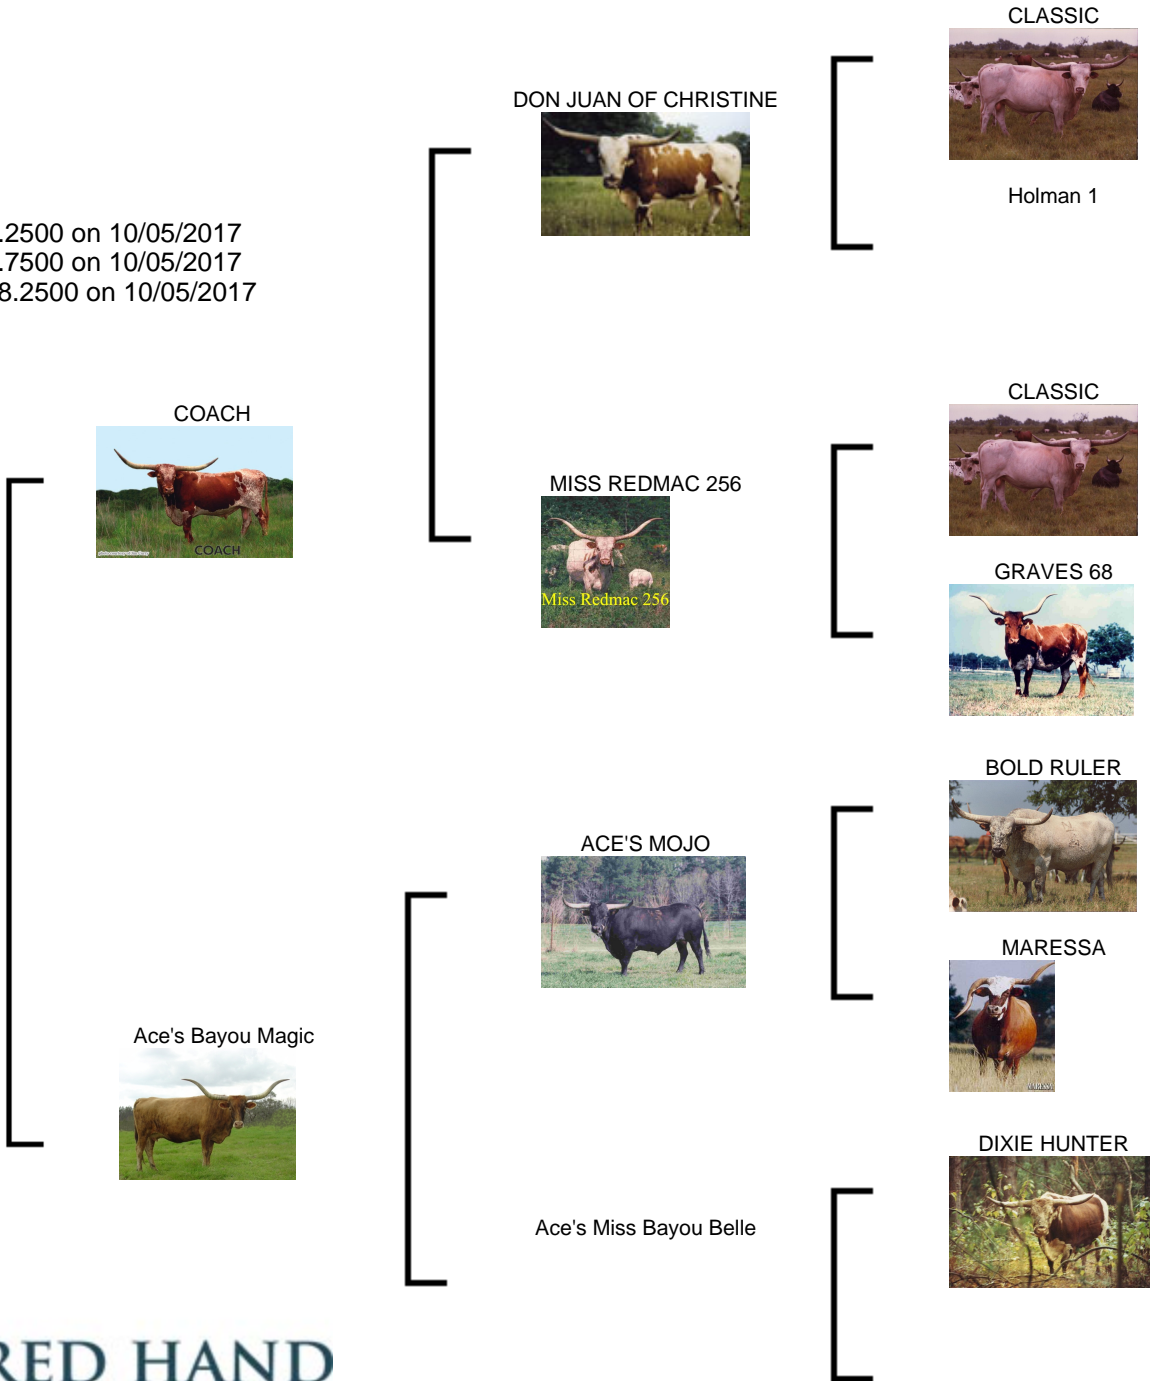 CLASSIC
DON JUAN OF CHRISTINE
Holman 1
.2500 on 10/05/2017
.7500 on 10/05/2017
8.2500 on 10/05/2017
CLASSIC
COACH
COACH
MISS REDMAC 256
Miss Redmac 256
GRAVES 68
BOLD RULER
ACE'S MOJO
MARESSA
Ace's Bayou Magic
DIXIE HUNTER
Ace's Miss Bayou Belle
RED HAND